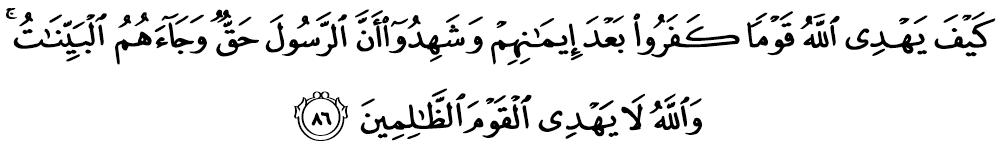 كَيْفَ يَهْدِى ٱللَّهُ قَوْمًا كَفَرُوا۟ بَعْدَ إِيمَـٰنِهِمْ وَشَهِدُوٓا۟ أَنَّ ٱلرَّسُولَ حَقٌّ وَجَآءَهُمُ ٱلْبَيِّنَـٰتُ ۚ
وَٱللَّهُ لَا يَهْدِى ٱلْقَوْمَ ٱلظَّـٰلِمِينَ ٨٦